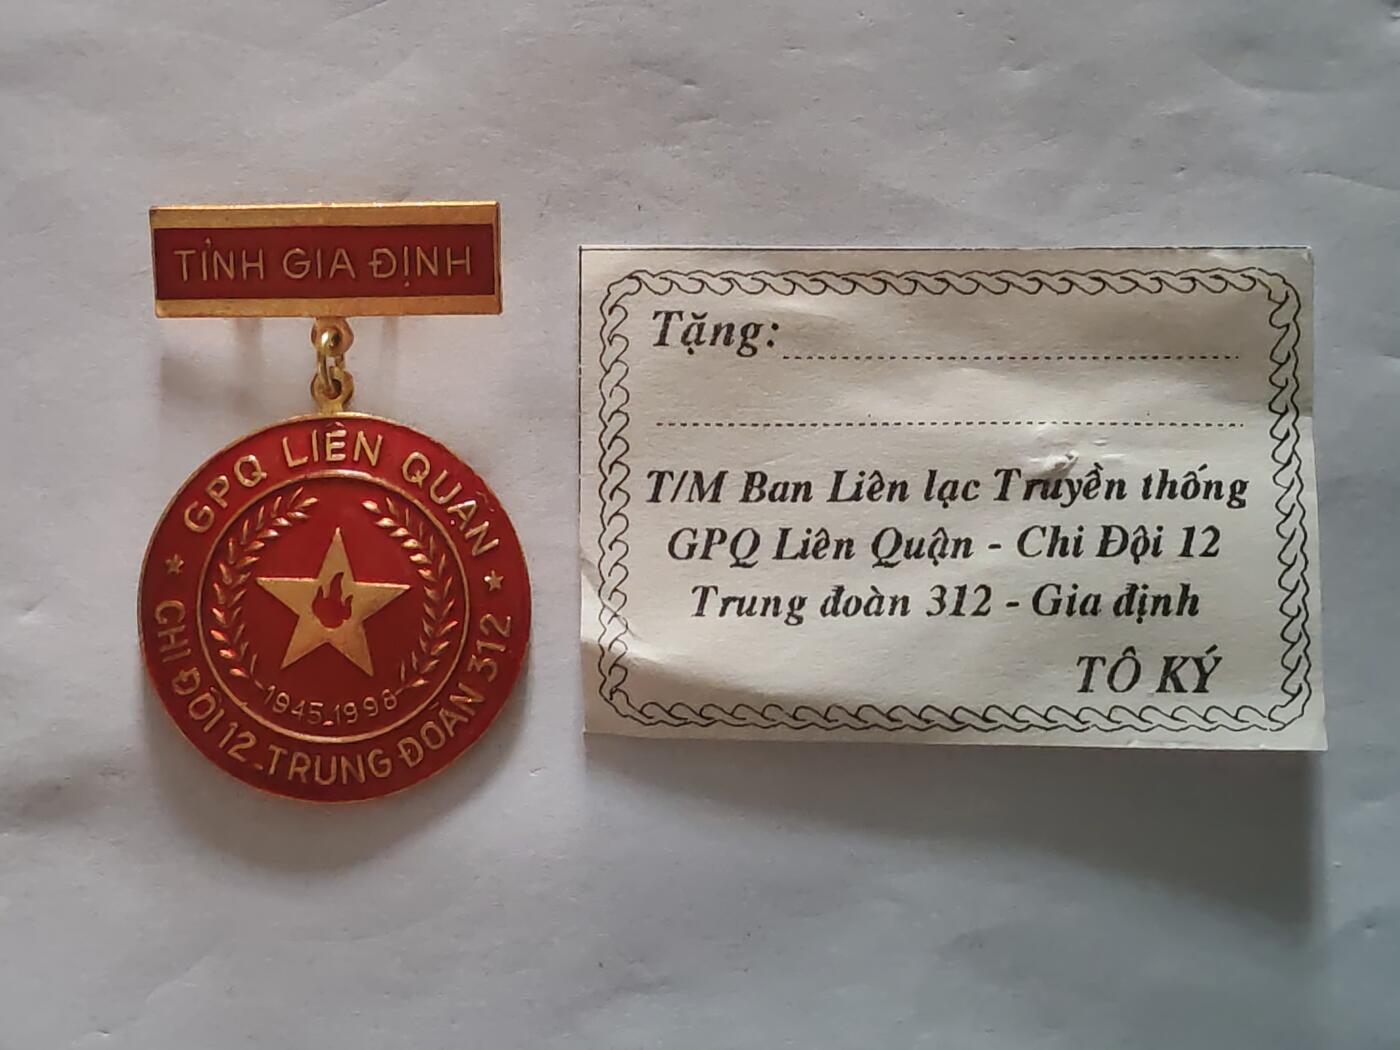 TỈNH GIA ĐỊNH
GPQ LIÊN QUẬN
1945-1998
CHI ĐỘI 12-TRUNG ĐOÀN 312
Tặng:
T/M Ban Liên lạc Truyền thống
GPQ Liên Quận - Chi Đội 12
Trung đoàn 312 - Gia định
TÔ KÝ